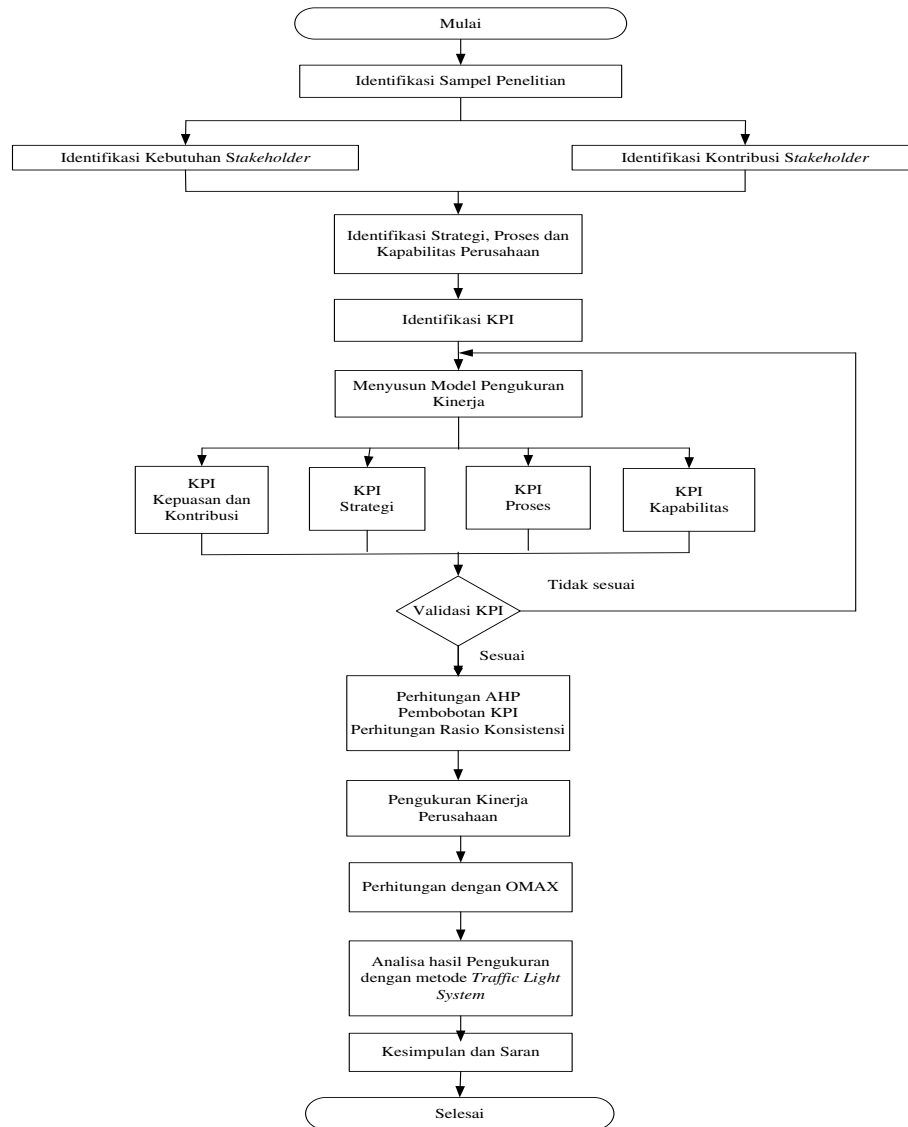 Mulai
Identifikasi Sampel Penelitian
Identifikasi Kebutuhan Stakeholder
Identifikasi Kontribusi Stakeholder
Identifikasi Strategi, Proses dan
Kapabilitas Perusahaan
Identifikasi KPI
Menyusun Model Pengukuran
Kinerja
KPI
Kepuasan dan
Kontribusi
KPI
Strategi
KPI
Proses
KPI
Kapabilitas
Validasi KPI
Tidak sesuai
Sesuai
Perhitungan AHP
Pembobotan KPI
Perhitungan Rasio Konsistensi
Pengukuran Kinerja
Perusahaan
Perhitungan dengan OMAX
Analisa hasil Pengukuran
dengan metode Traffic Light
System
Kesimpulan dan Saran
Selesai